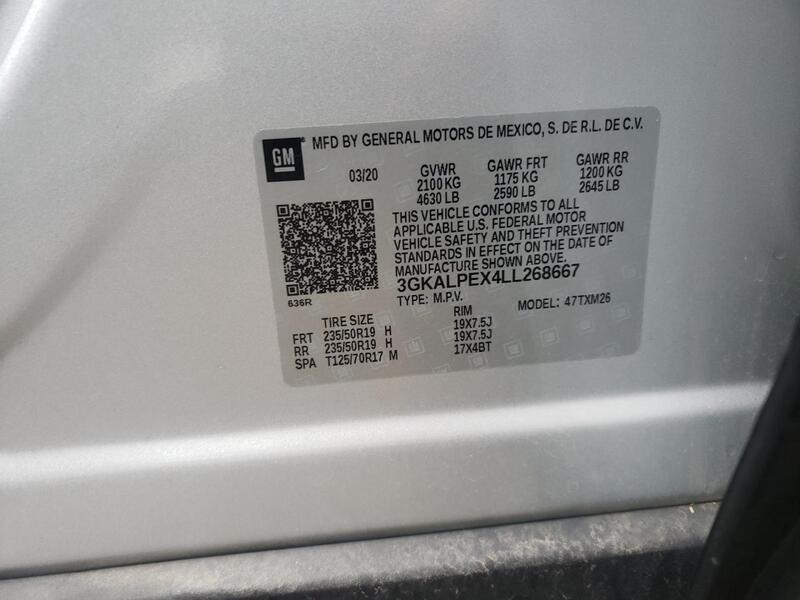 GM
MFD BY GENERAL MOTORS DE MEXICO, S. DE R.L. DE C.V.
03/20 GVWR GAWR FRT GAWR RR
2100 KG 1175 KG 1200 KG
4630 LB 2590 LB 2645 LB
THIS VEHICLE CONFORMS TO ALL
APPLICABLE U.S. FEDERAL MOTOR
VEHICLE SAFETY AND THEFT PREVENTION
STANDARDS IN EFFECT ON THE DATE OF
MANUFACTURE SHOWN ABOVE.
3GKALPEX4LL268667
636R
TYPE: M.P.V. MODEL: 47TXM26
TIRE SIZE RIM
FRT 235/50R19 H 19X7.5J
RR 235/50R19 H 19X7.5J
SPA T125/70R17 M 17X4BT